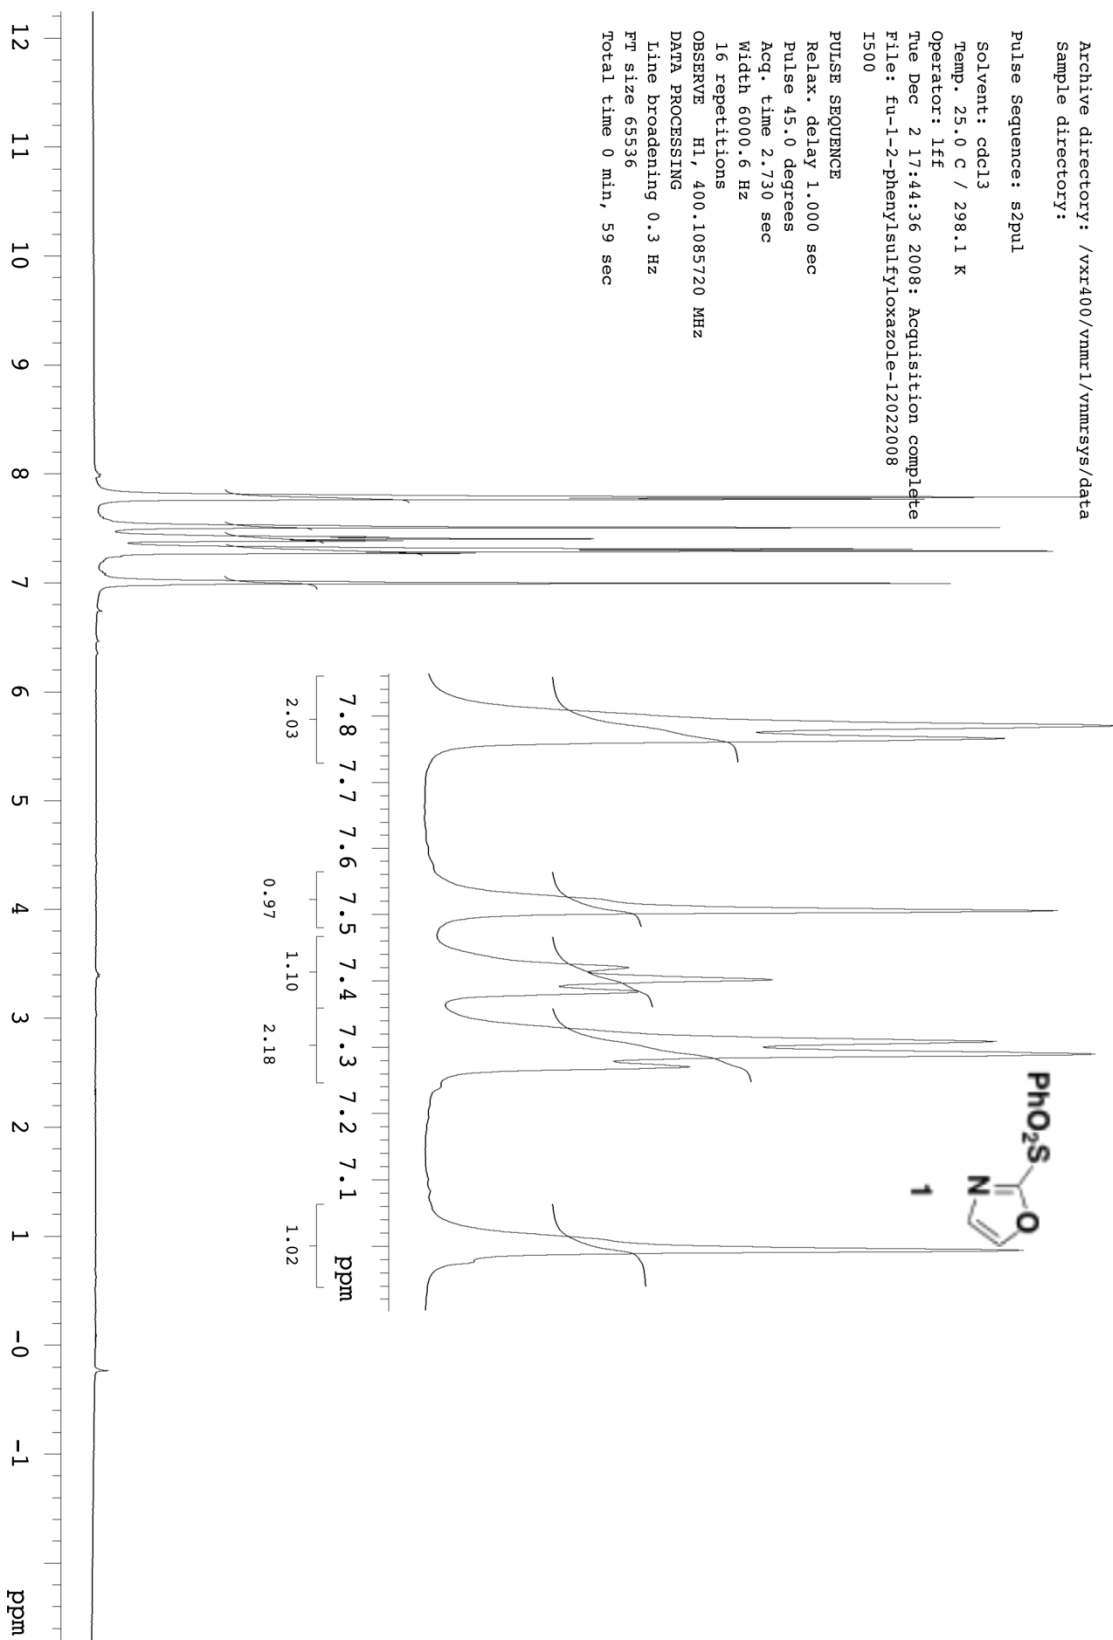 Archive directory: /vxr400/vnmr1/vnmrsys/data
Sample directory:
Pulse Sequence: s2pul
Solvent: cdcl3
Temp. 25.0 C / 298.1 K
Operator: lff
Tue Dec 2 17:44:36 2008: Acquisition complete
File: fu-1-2-phenylsulfyloxazole-12022008
I500
PULSE SEQUENCE
Relax. delay 1.000 sec
Pulse 45.0 degrees
Acq. time 2.730 sec
Width 6000.6 Hz
16 repetitions
OBSERVE H1, 400.1085720 MHz
DATA PROCESSING
Line broadening 0.3 Hz
FT size 65536
Total time 0 min, 59 sec
PhO2S
N
O
1
7.8 7.7 7.6 7.5 7.4 7.3 7.2 7.1 ppm
2.03 0.97 1.10 2.18 1.02
12 11 10 9 8 7 6 5 4 3 2 1 -0 -1 ppm